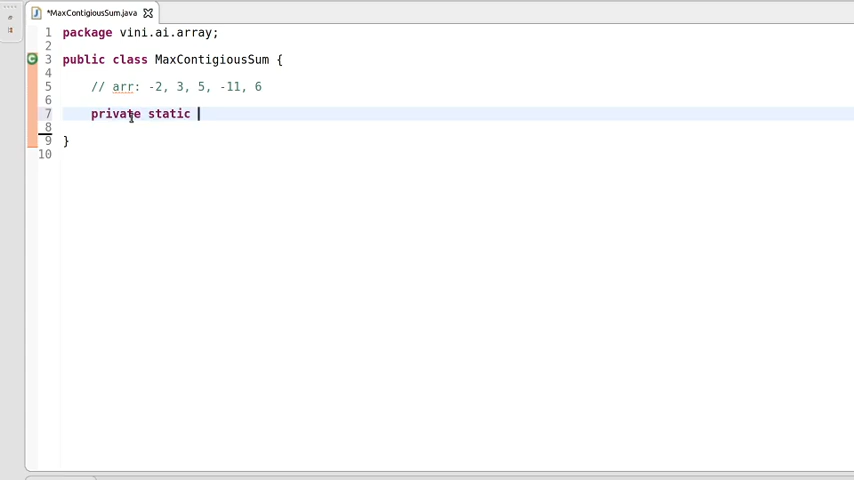 *MaxContigiousSum.java
1 package vini.ai.array;
2
3 public class MaxContigiousSum {
4
5 // arr: -2, 3, 5, -11, 6
6
7 private static
8
9 }
10